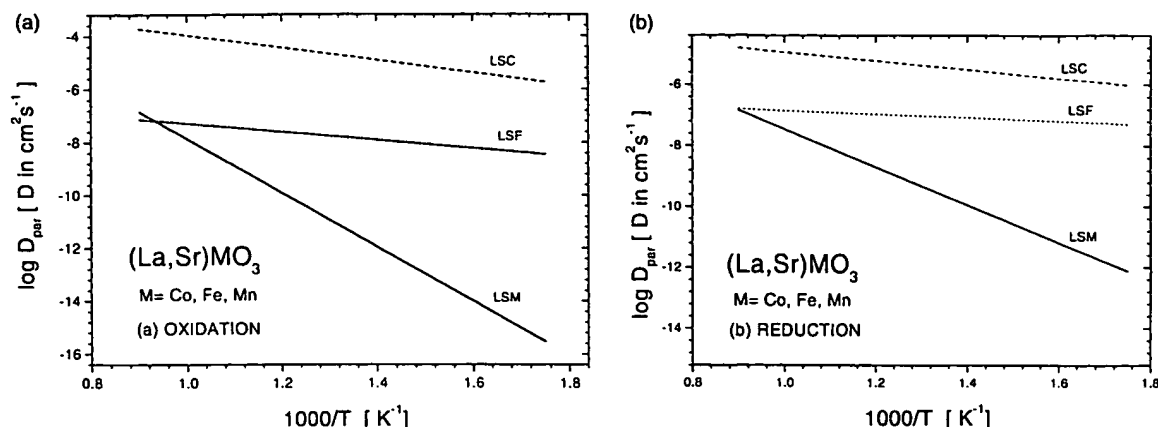 (a)
-4
-6
-8
-10
-12
-14
-16
log D_par [ D in cm²s⁻¹ ]
LSC
LSF
LSM
(La,Sr)MO₃
M= Co, Fe, Mn
(a) OXIDATION
0.8 1.0 1.2 1.4 1.6 1.8
1000/T [ K⁻¹ ]
(b)
-6
-8
-10
-12
-14
log D_par [ D in cm²s⁻¹ ]
LSC
LSF
LSM
(La,Sr)MO₃
M= Co, Fe, Mn
(b) REDUCTION
0.8 1.0 1.2 1.4 1.6 1.8
1000/T [ K⁻¹ ]